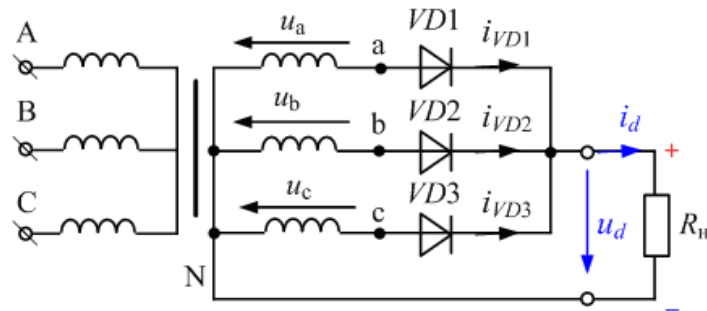 A
u_a
a
VD1
i_VD1
B
u_b
b
VD2
i_VD2
i_d
+
C
u_c
c
VD3
i_VD3
u_d
R_н
N
−